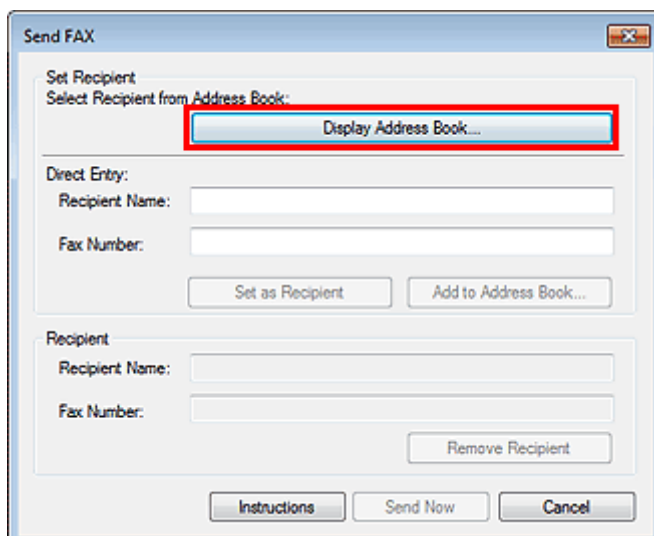 Send FAX
Set Recipient
Select Recipient from Address Book:
Display Address Book...
Direct Entry:
Recipient Name:
Fax Number:
Set as Recipient Add to Address Book...
Recipient
Recipient Name:
Fax Number:
Remove Recipient
Instructions Send Now Cancel